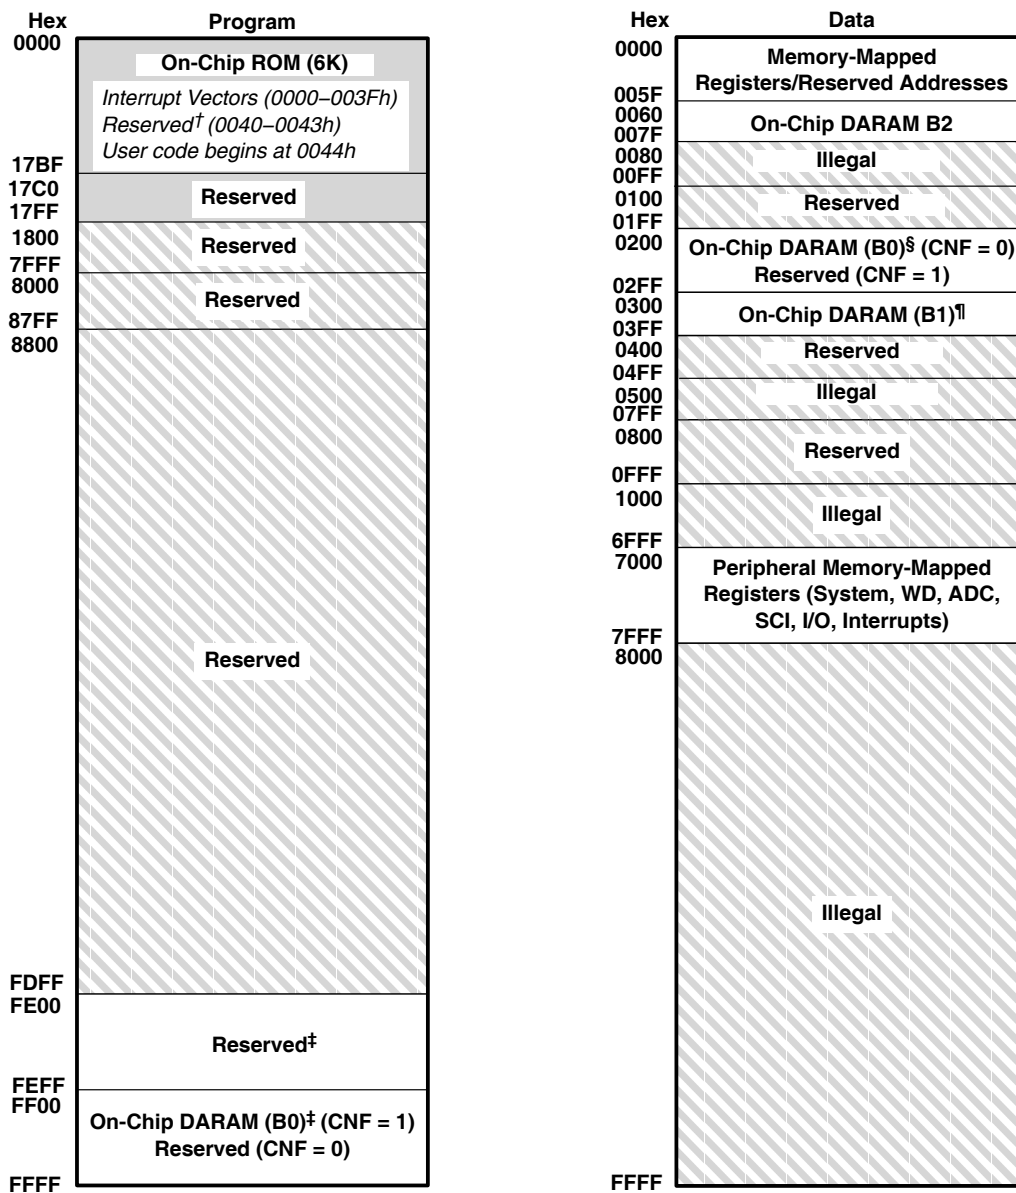 Hex
Program
0000
On-Chip ROM (6K)
Interrupt Vectors (0000–003Fh)
Reserved† (0040–0043h)
User code begins at 0044h
17BF
17C0
Reserved
17FF
1800
Reserved
7FFF
8000
Reserved
87FF
8800
Reserved
FDFF
FE00
Reserved‡
FEFF
FF00
On-Chip DARAM (B0)‡ (CNF = 1)
Reserved (CNF = 0)
FFFF
Hex
Data
0000
Memory-Mapped
Registers/Reserved Addresses
005F
0060
On-Chip DARAM B2
007F
0080
Illegal
00FF
0100
Reserved
01FF
0200
On-Chip DARAM (B0)§ (CNF = 0)
Reserved (CNF = 1)
02FF
0300
On-Chip DARAM (B1)¶
03FF
0400
Reserved
04FF
0500
Illegal
07FF
0800
Reserved
0FFF
1000
Illegal
6FFF
7000
Peripheral Memory-Mapped
Registers (System, WD, ADC,
SCI, I/O, Interrupts)
7FFF
8000
Illegal
FFFF